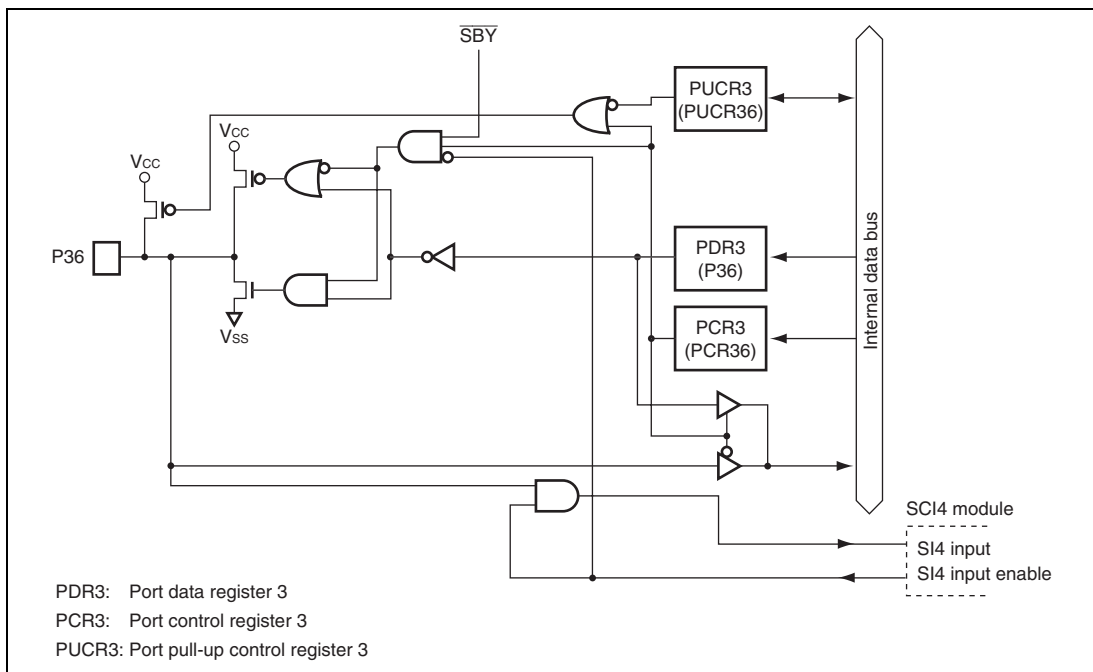 SBY
PUCR3
(PUCR36)
VCC
VCC
P36
PDR3
(P36)
VSS
PCR3
(PCR36)
Internal data bus
SCI4 module
SI4 input
SI4 input enable
PDR3: Port data register 3
PCR3: Port control register 3
PUCR3: Port pull-up control register 3